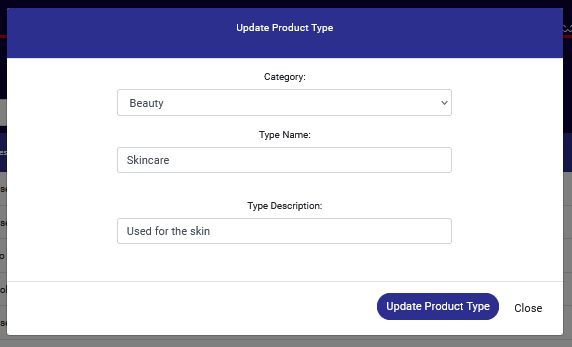 Update Product Type
Category:
Beauty
Type Name:
Skincare
Type Description:
Used for the skin
Update Product Type
Close